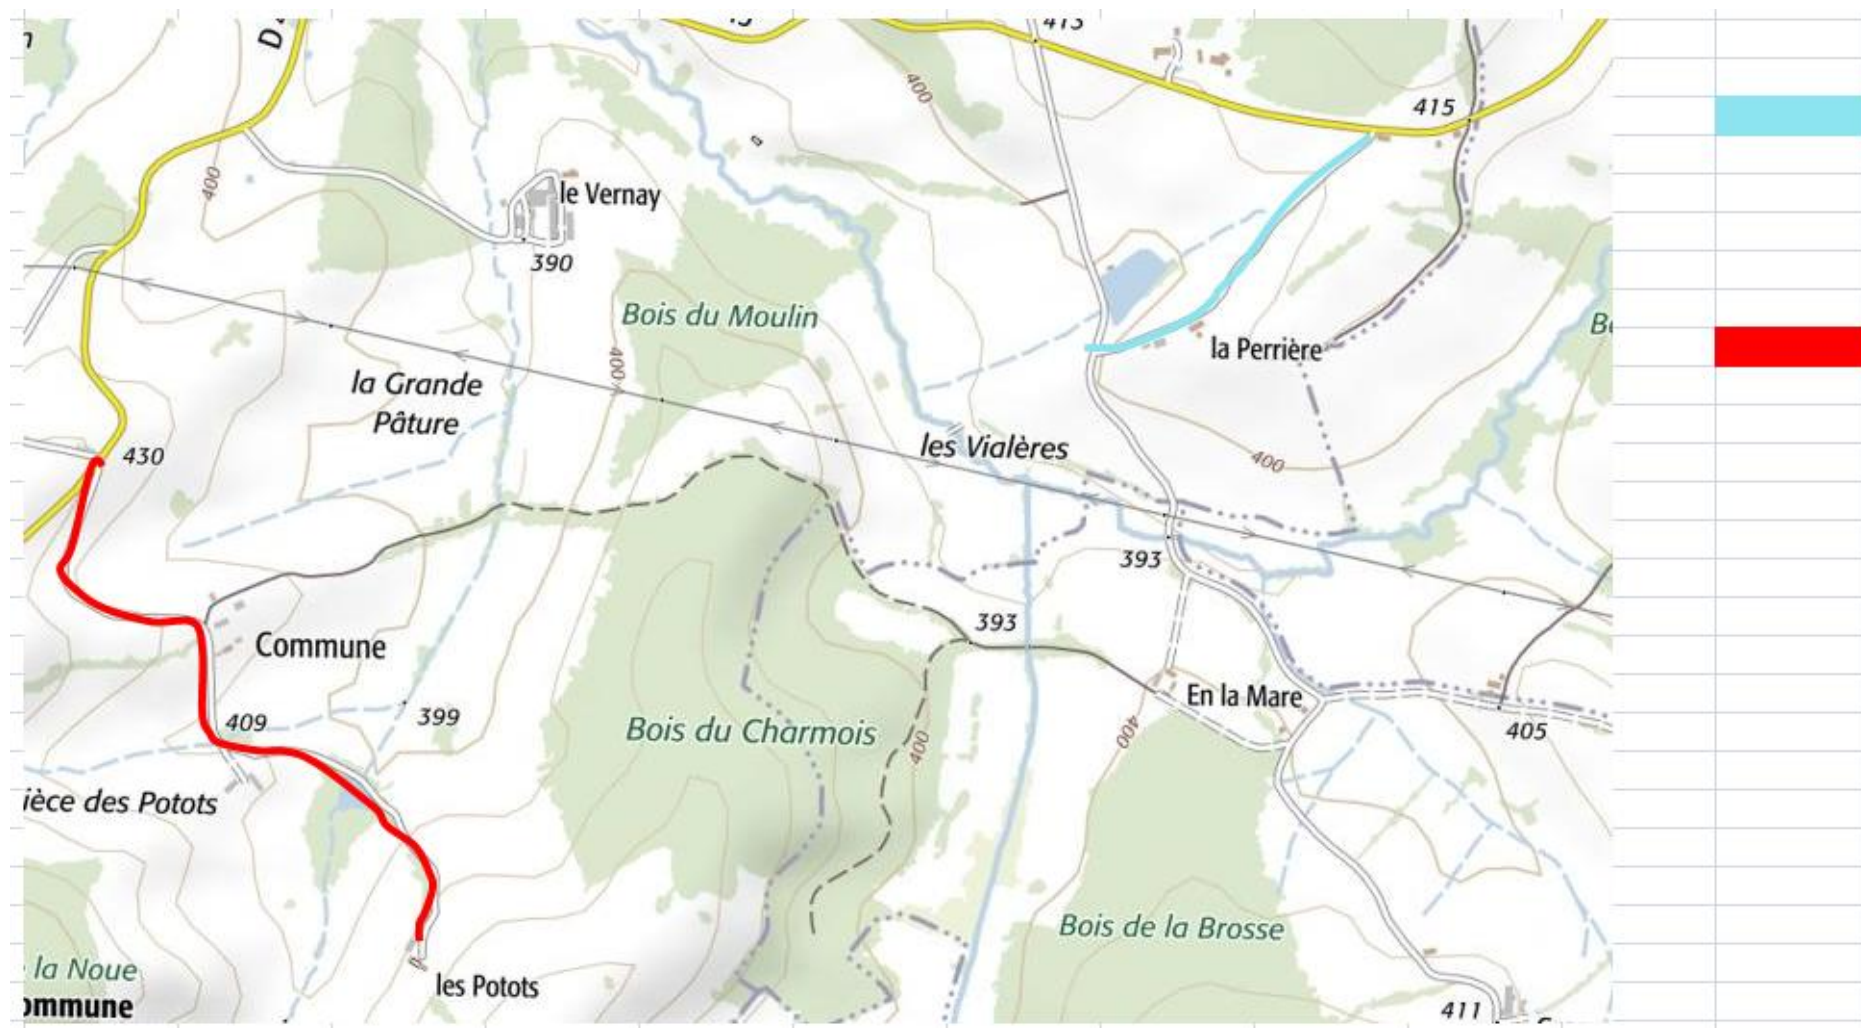 D
413
400
415
400
le Vernay
390
Bois du Moulin
la Perrière
400
la Grande
Pâture
les Vialères
430
400
393
393
Commune
En la Mare
409
399
405
Bois du Charmois
400
400
ièce des Potots
Bois de la Brosse
la Noue
les Potots
ommune
411